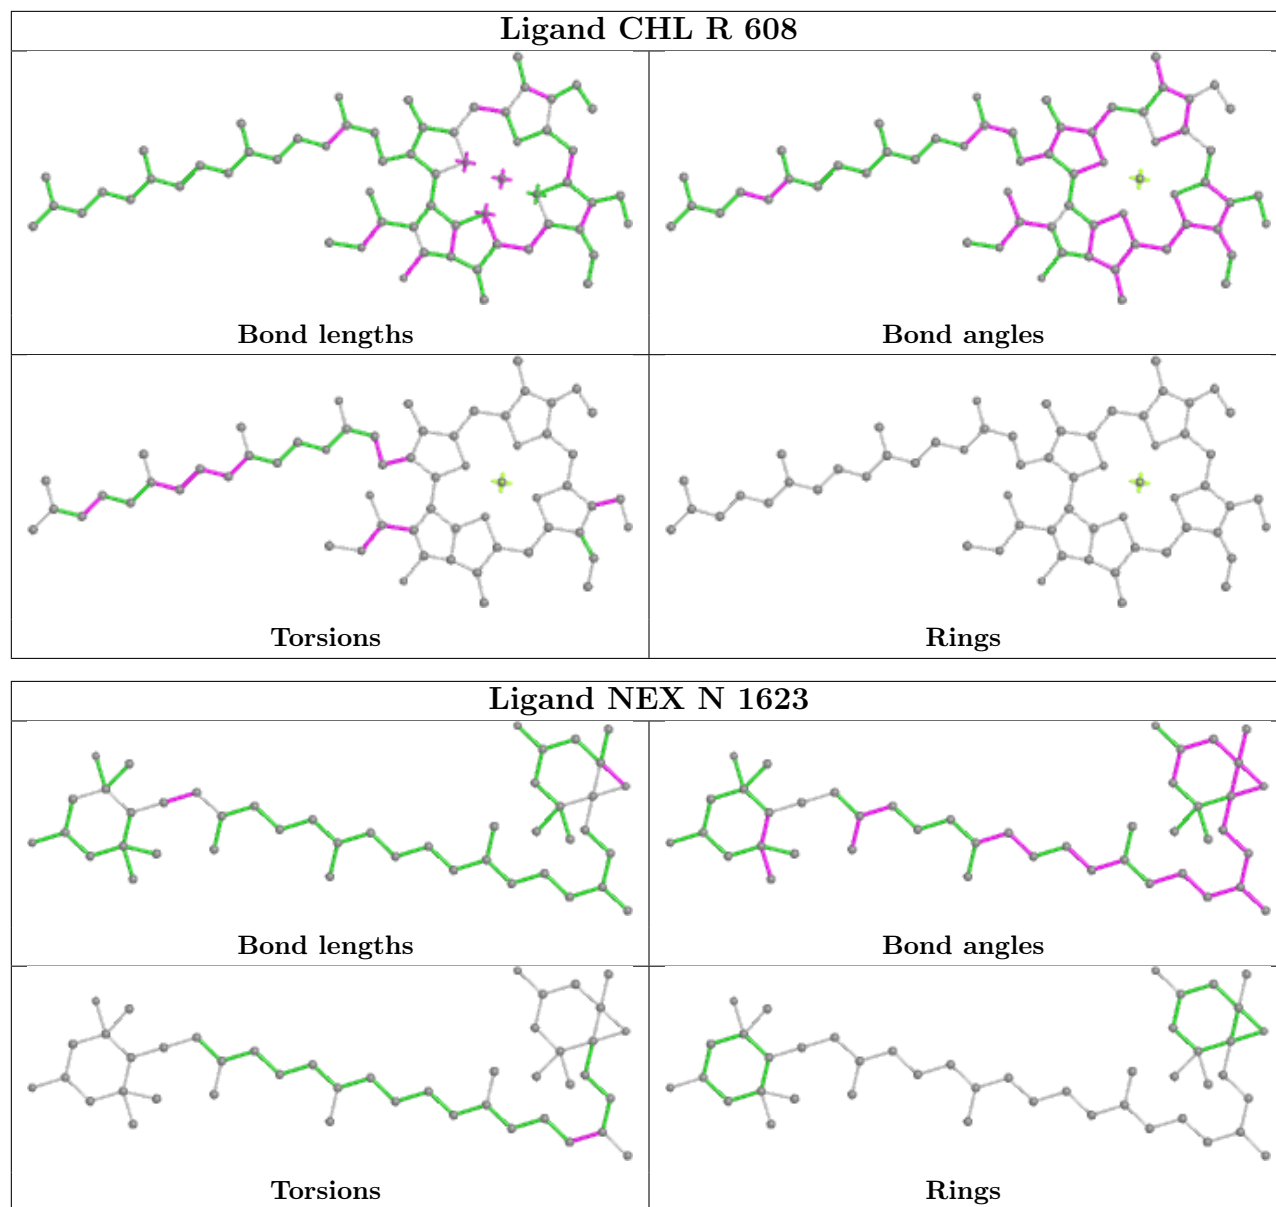 Ligand CHL R 608
Bond lengths
Bond angles
Torsions
Rings
Ligand NEX N 1623
Bond lengths
Bond angles
Torsions
Rings